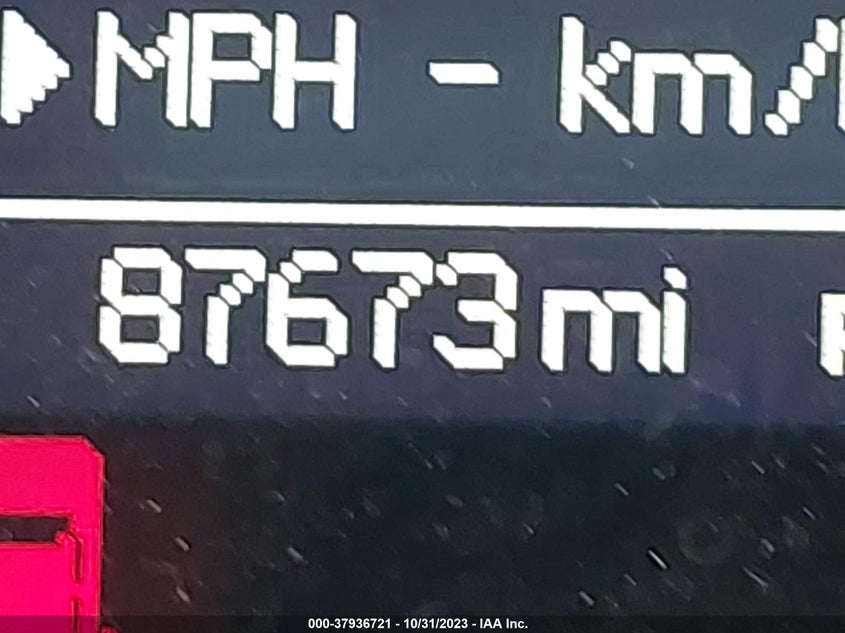 MPH - km/
87673mi
000-37936721 - 10/31/2023 - IAA Inc.